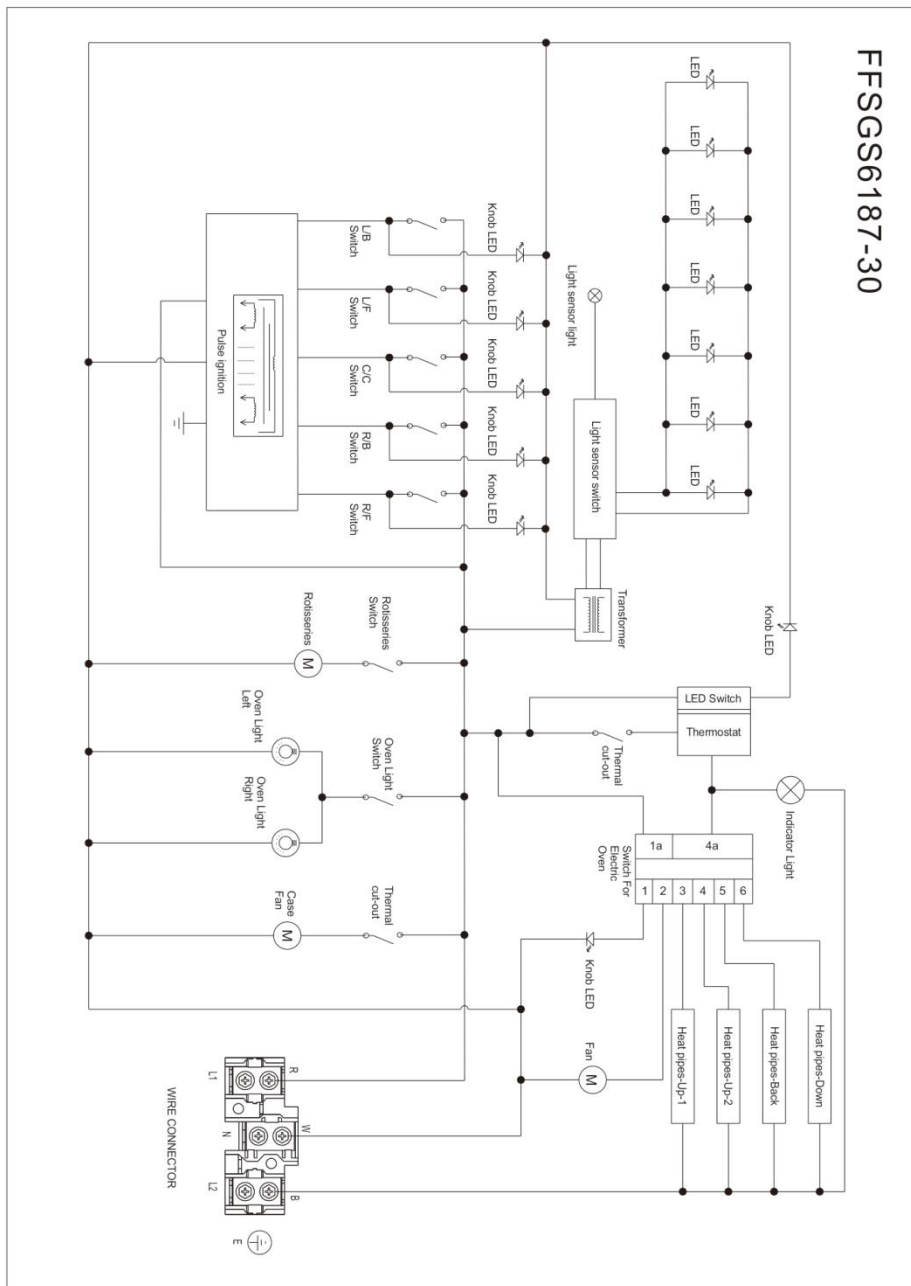 FFSGS6187-30
LED
LED
LED
LED
LED
LED
LED
Light sensor light
Light sensor switch
Transformer
Knob LED
Knob LED
Knob LED
Knob LED
Knob LED
Knob LED
L/B
Switch
L/F
Switch
C/C
Switch
R/B
Switch
R/F
Switch
Pulse ignition
LED Switch
Thermostat
Thermal
cut-out
Indicator Light
1a
4a
1
2
3
4
5
6
Switch For
Electric
Oven
Rotisseries
Switch
Rotisseries
M
Oven Light
Switch
Oven Light
Left
Oven Light
Right
Thermal
cut-out
Case
Fan
M
Knob LED
Fan
M
Heat pipes-Up-1
Heat pipes-Up-2
Heat pipes-Back
Heat pipes-Down
R
W
B
L1
N
L2
WIRE CONNECTOR
E